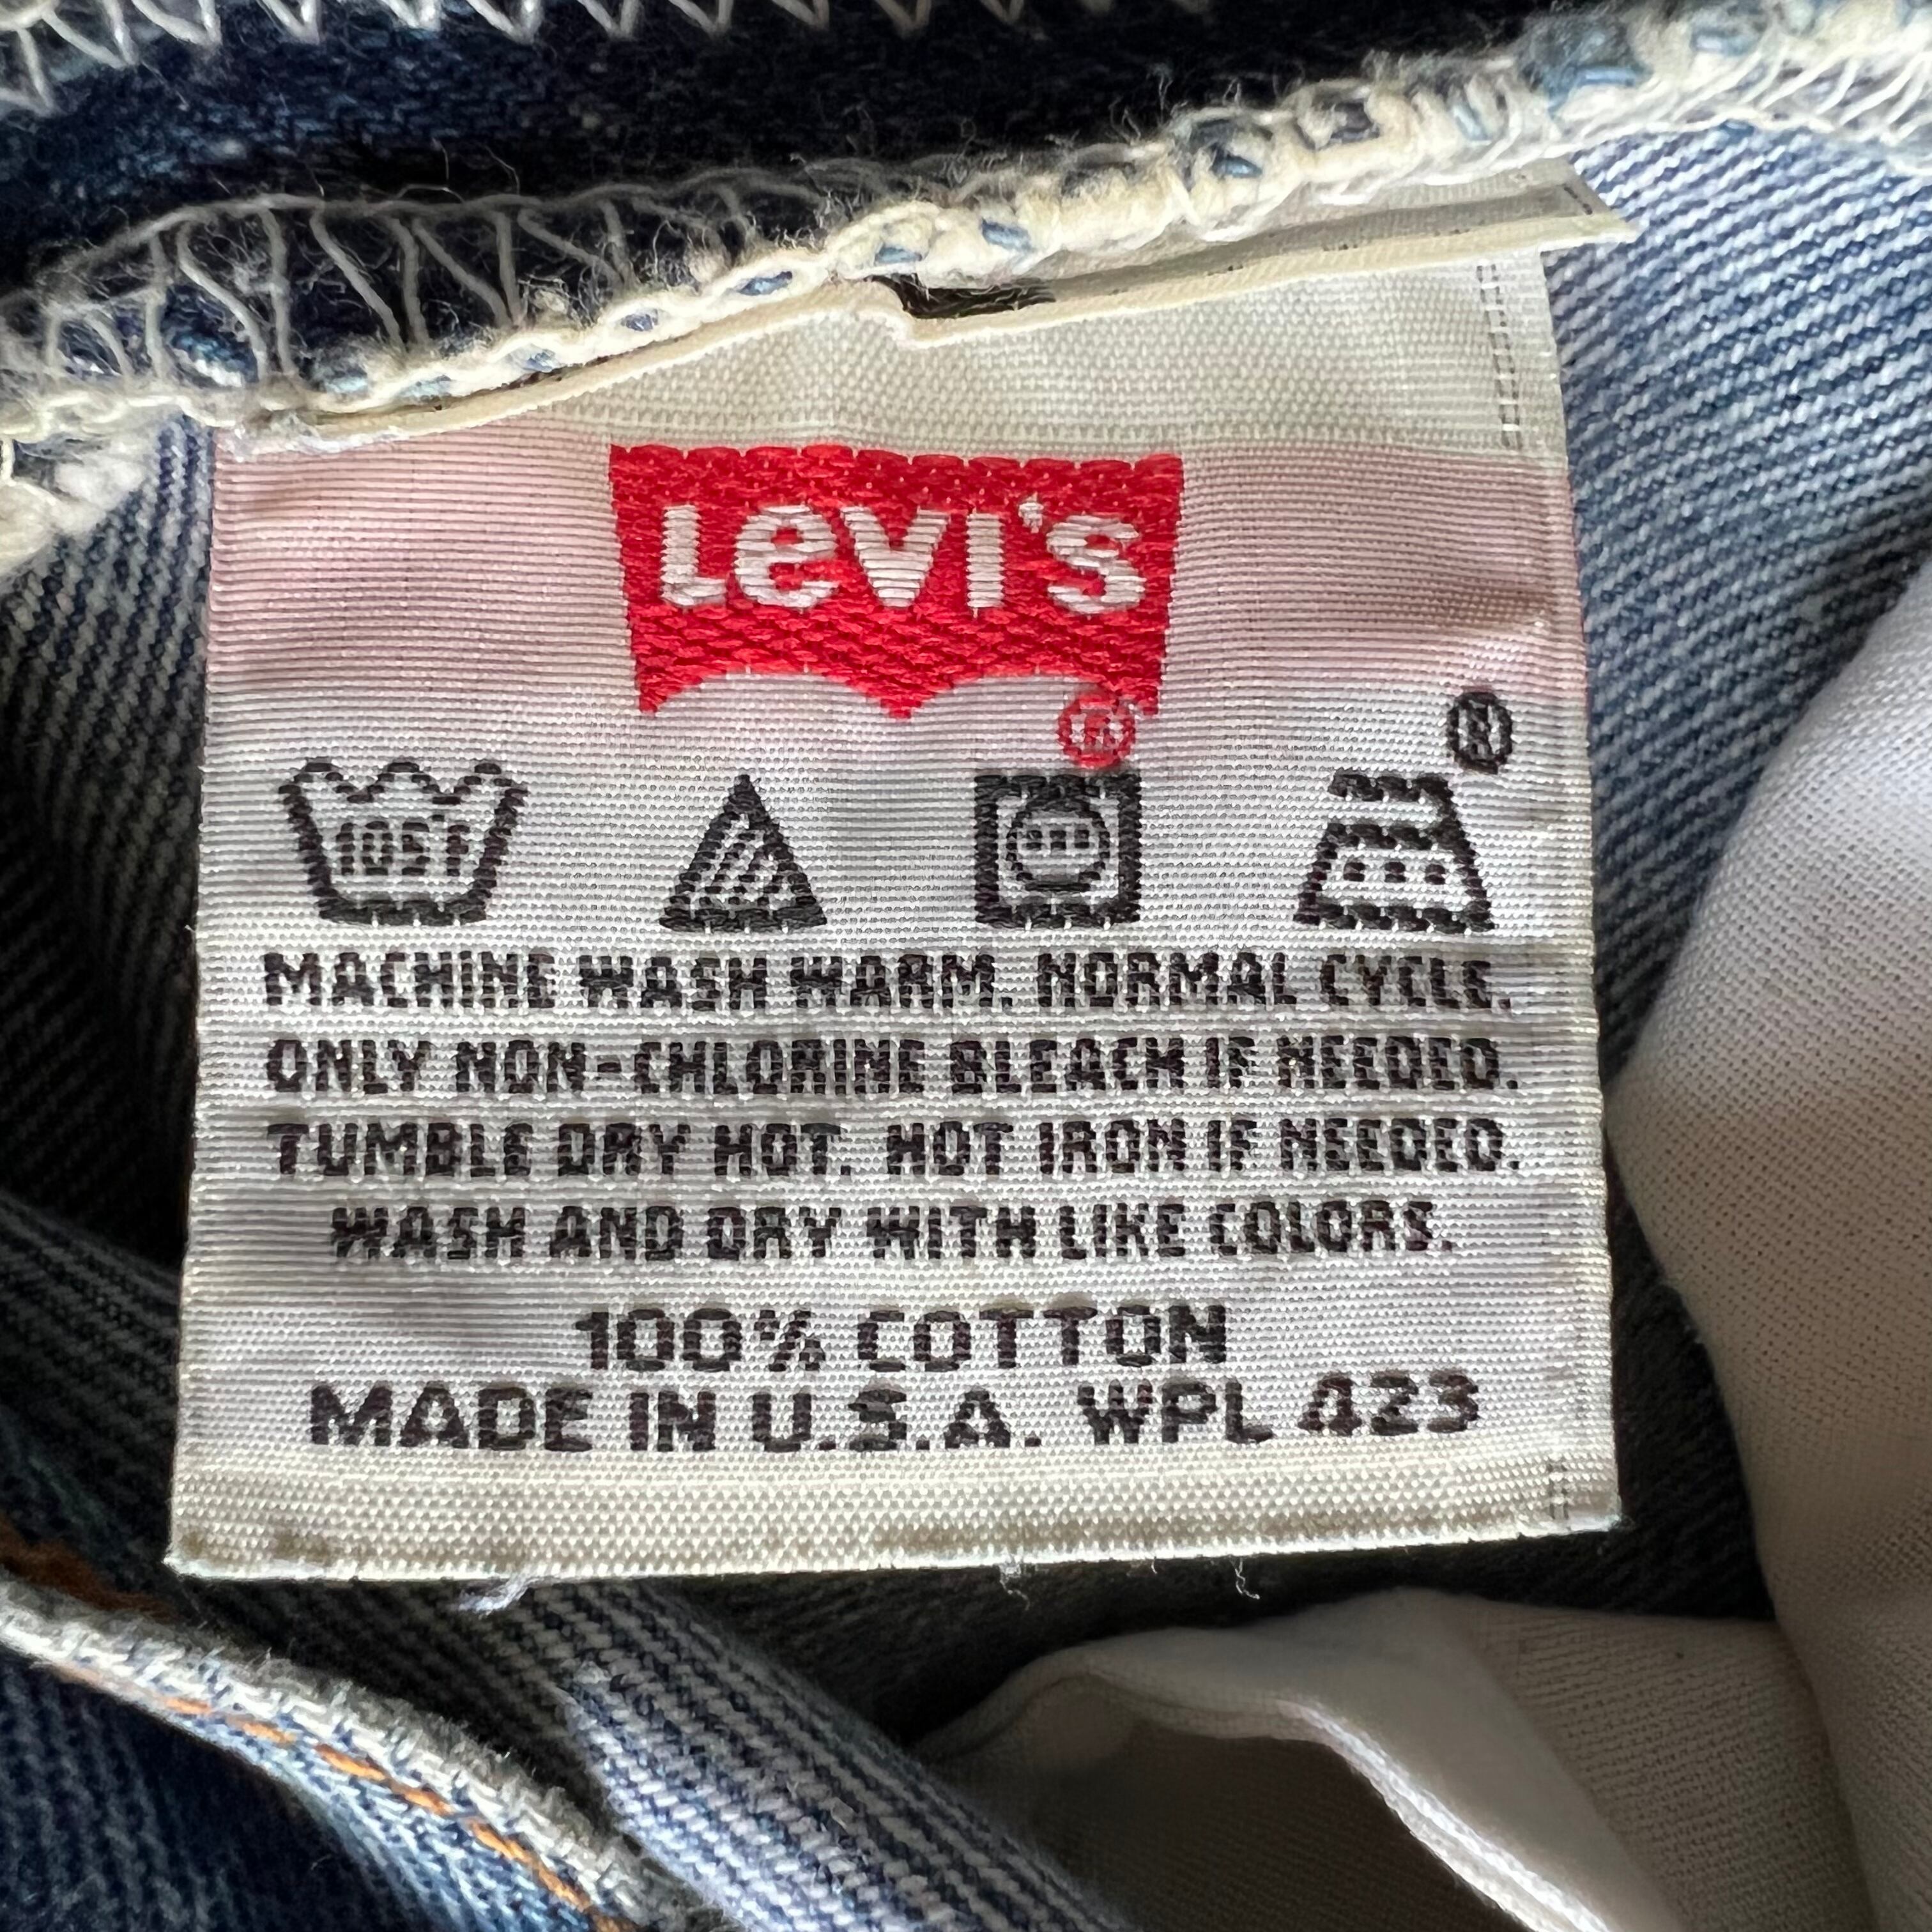 Levi's
®
®
105°F
MACHINE WASH WARM. NORMAL CYCLE.
ONLY NON-CHLORINE BLEACH IF NEEDED.
TUMBLE DRY HOT. HOT IRON IF NEEDED.
WASH AND DRY WITH LIKE COLORS.
100% COTTON
MADE IN U.S.A. WPL 423